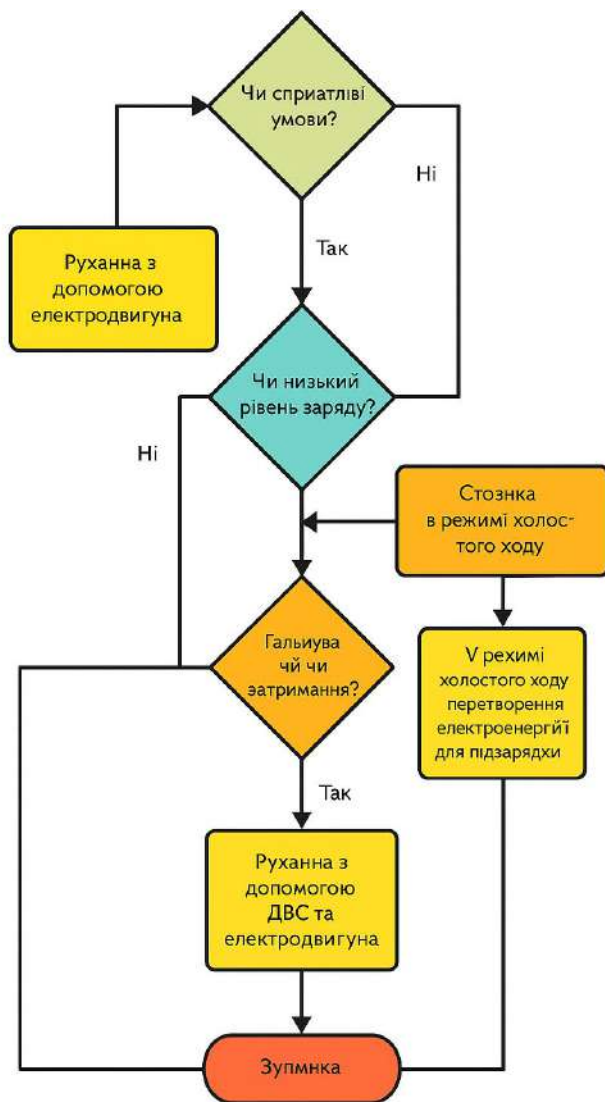 Чи сприатліві
умови?
Ні
Так
Руханна з
допомогою
електродвигуна
Чи низький
рівень заряду?
Ні
Стознка
в режимі холос-
того ходу
Гальиува
чй чи
затримання?
V рехимі
холостого ходу
перетворення
електроенергїї
для підзарядхи
Так
Руханна з
допомогою
ДВС та
електродвигуна
Зупмнка